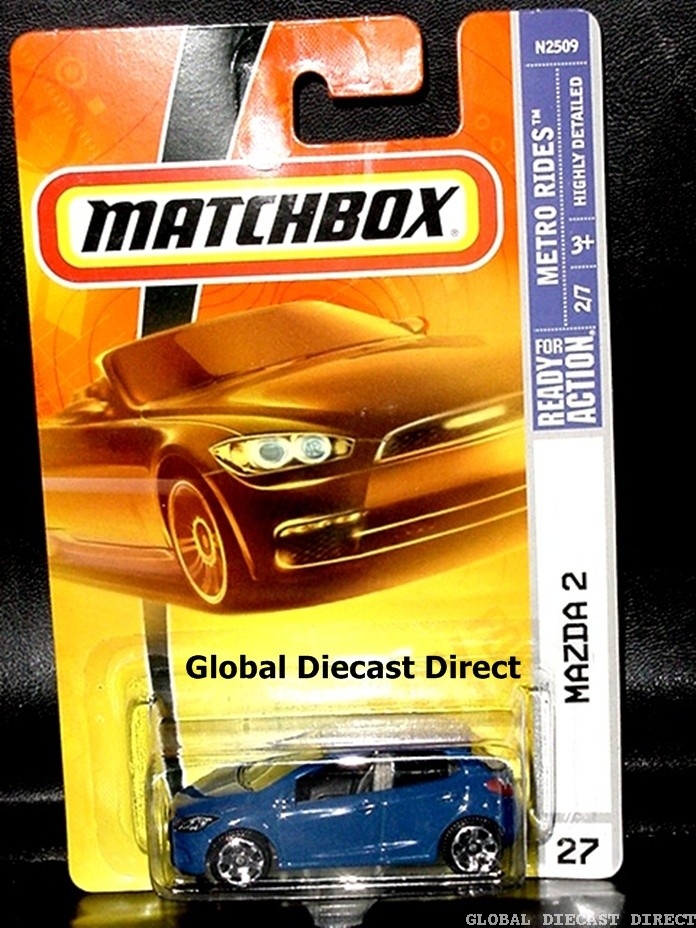 N2509
METRO RIDES™
HIGHLY DETAILED
2/7 3+
READY FOR
ACTION®
MATCHBOX®
MAZDA 2
Global Diecast Direct
27
GLOBAL DIECAST DIRECT